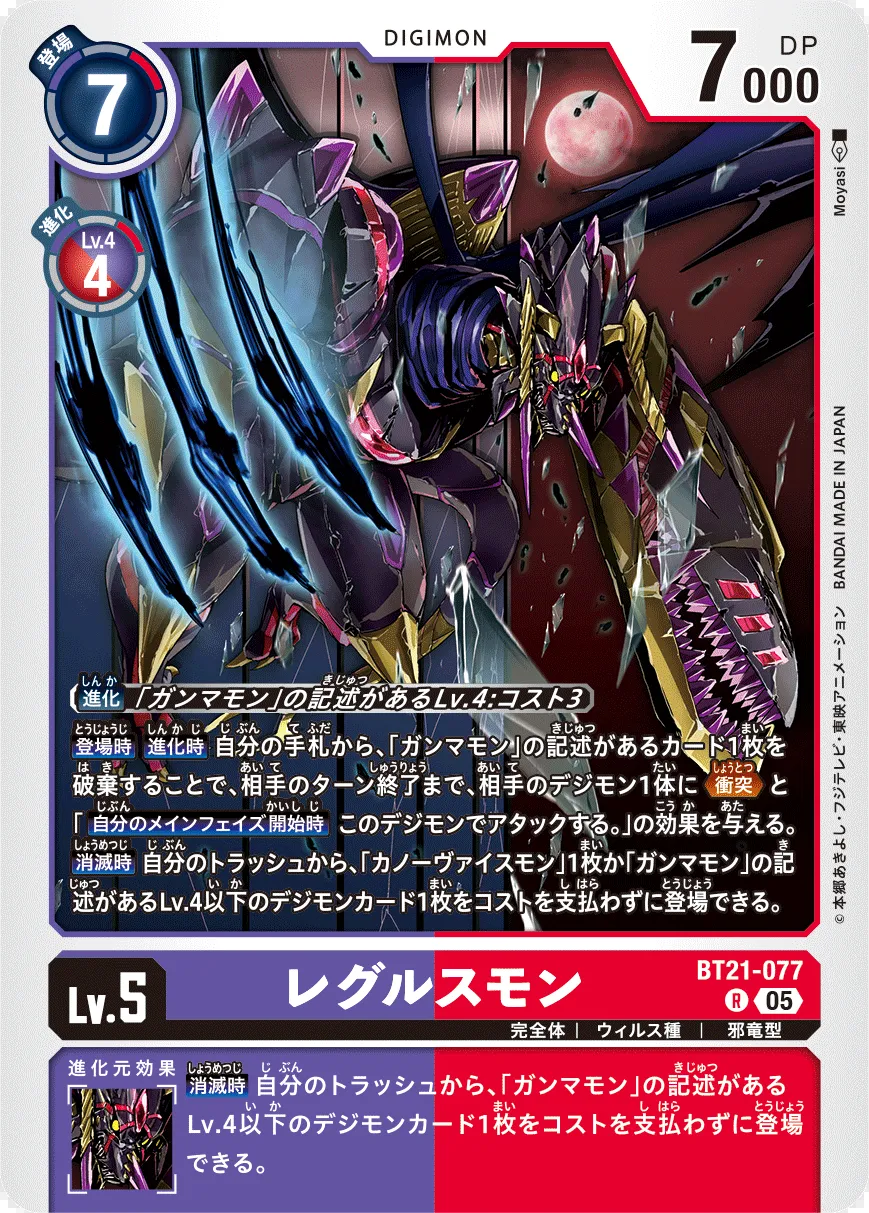 登場
7
DIGIMON
7000
DP
進化
Lv.4
4
Moyasi
©本郷あきよし・フジテレビ・東映アニメーション BANDAI MADE IN JAPAN
進化 「ガンマモン」の記述があるLv.4:コスト3
登場時 進化時 自分の手札から、「ガンマモン」の記述があるカード1枚を
破棄することで、相手のターン終了まで、相手のデジモン1体に 衝突 と
「 自分のメインフェイズ開始時 このデジモンでアタックする。」の効果を与える。
消滅時 自分のトラッシュから、「カノーヴァイスモン」1枚か「ガンマモン」の記
述があるLv.4以下のデジモンカード1枚をコストを支払わずに登場できる。
Lv.5
レグルスモン
BT21-077
R 05
完全体 | ウィルス種 | 邪竜型
進化元効果
消滅時 自分のトラッシュから、「ガンマモン」の記述がある
Lv.4以下のデジモンカード1枚をコストを支払わずに登場
できる。